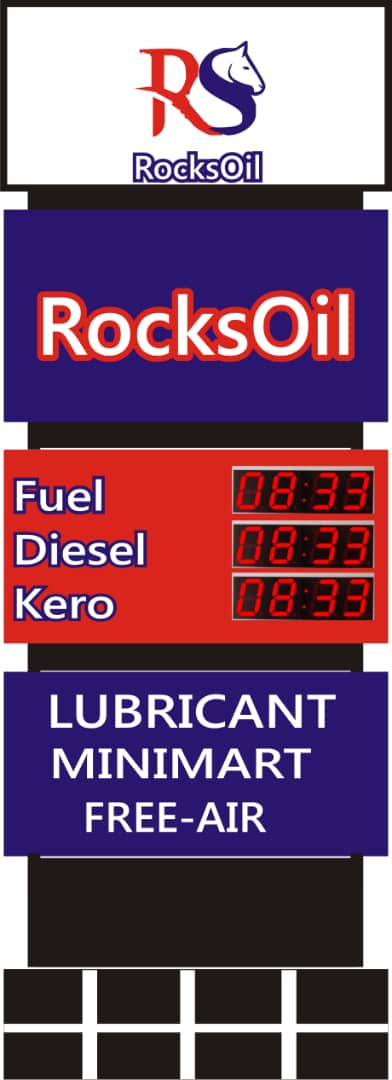 RS
RocksOil
RocksOil
Fuel 08:33
Diesel 08:33
Kero 08:33
LUBRICANT
MINIMART
FREE-AIR